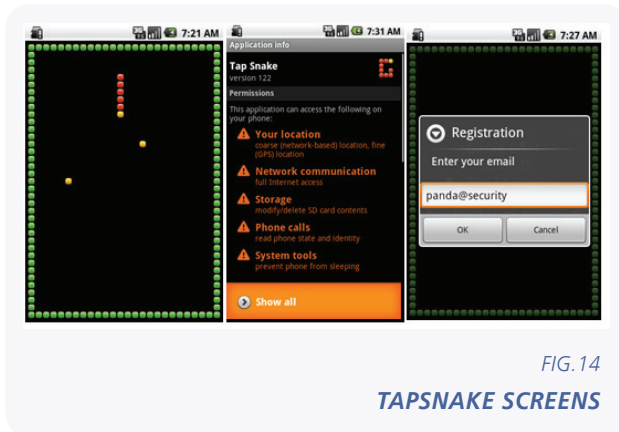 7:21 AM
7:31 AM
Application info
Tap Snake
version 122
Permissions
This application can access the following on
your phone:
Your location
coarse (network-based) location, fine
(GPS) location
Network communication
full Internet access
Storage
modify/delete SD card contents
Phone calls
read phone state and identity
System tools
prevent phone from sleeping
Show all
7:27 AM
Registration
Enter your email
panda@security
OK
Cancel
FIG.14
TAPSNAKE SCREENS